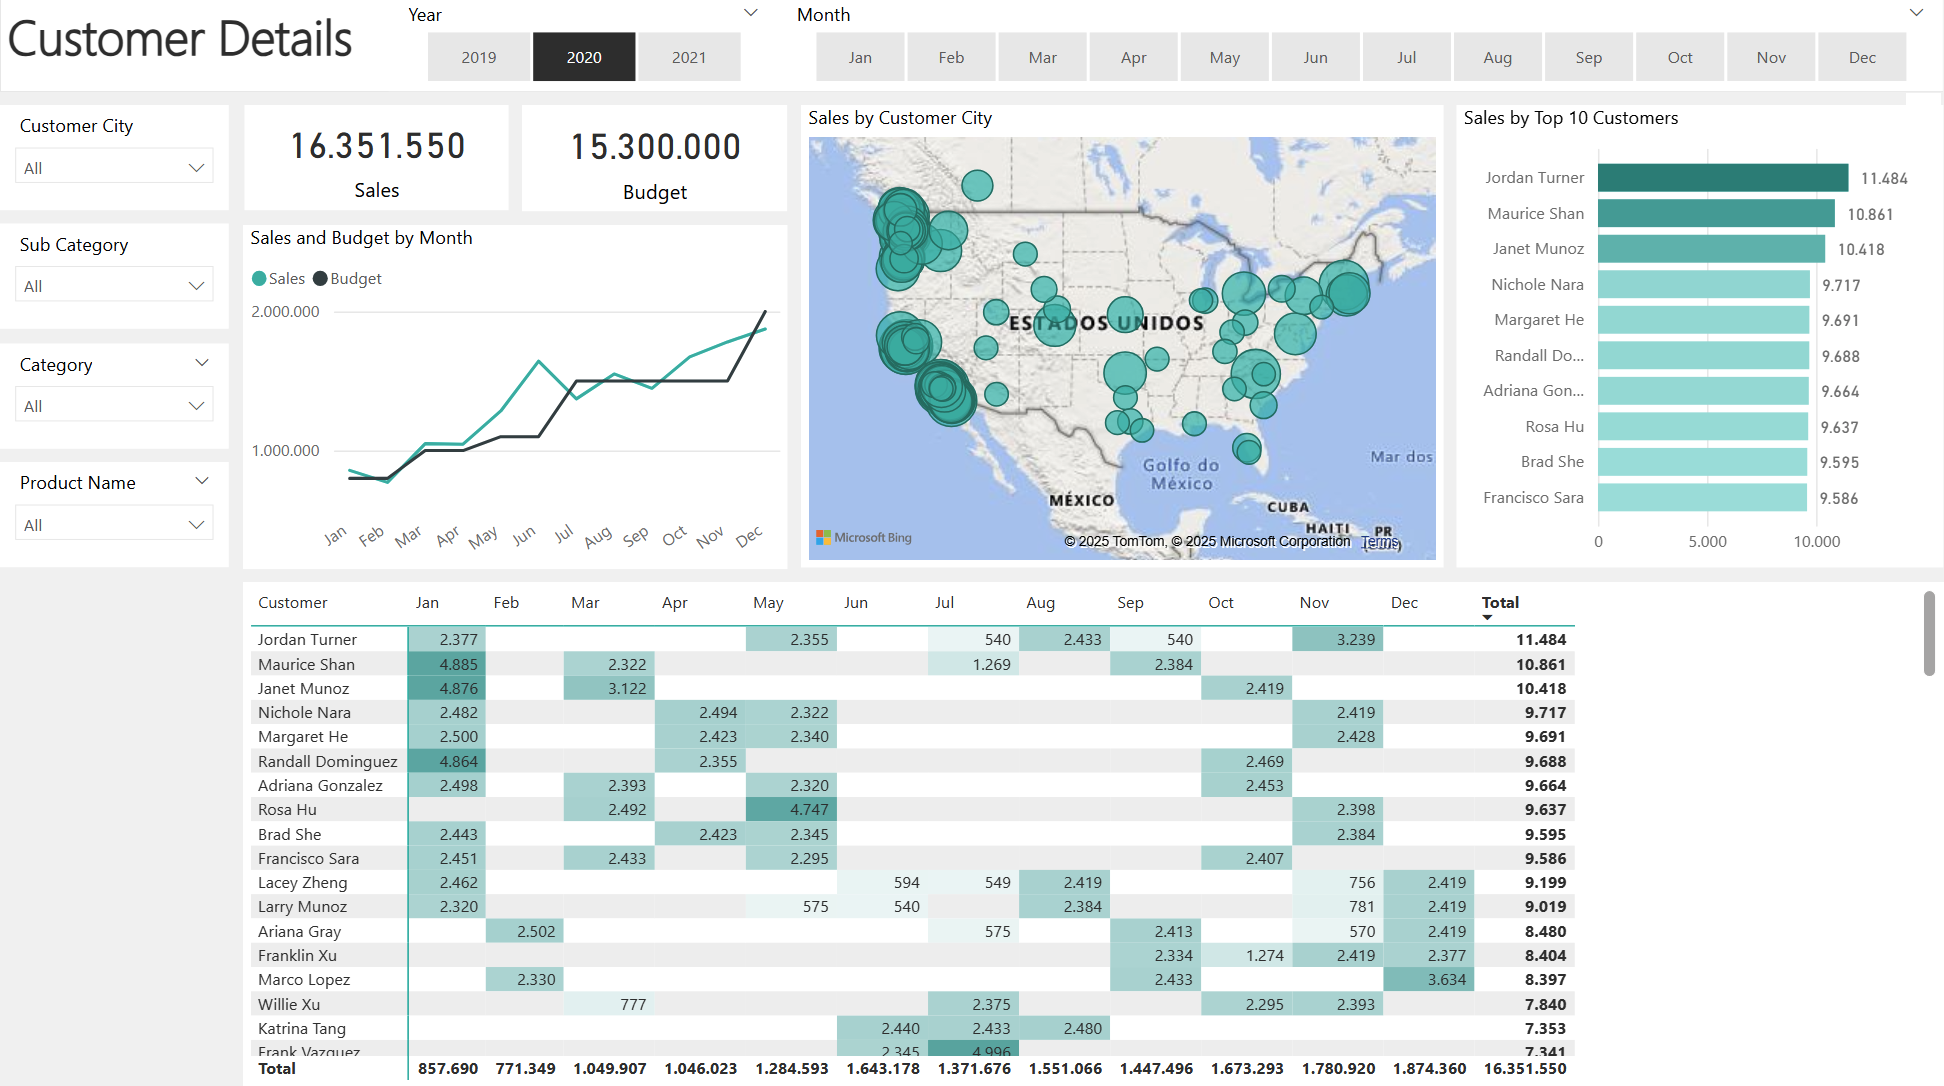 Customer Details
Year
2019 2020 2021
Month
Jan Feb Mar Apr May Jun Jul Aug Sep Oct Nov Dec
Customer City
All
Sub Category
All
Category
All
Product Name
All
16.351.550
Sales
15.300.000
Budget
Sales and Budget by Month
Sales Budget
2.000.000
1.000.000
Jan Feb Mar Apr May Jun Jul Aug Sep Oct Nov Dec
Sales by Customer City
ESTADOS UNIDOS
Golfo do
México
Mar dos
MÉXICO
CUBA
HAITI
PR
Microsoft Bing
© 2025 TomTom, © 2025 Microsoft Corporation Terms
Sales by Top 10 Customers
Jordan Turner 11.484
Maurice Shan 10.861
Janet Munoz 10.418
Nichole Nara 9.717
Margaret He 9.691
Randall Do... 9.688
Adriana Gon... 9.664
Rosa Hu 9.637
Brad She 9.595
Francisco Sara 9.586
0 5.000 10.000
Customer Jan Feb Mar Apr May Jun Jul Aug Sep Oct Nov Dec Total
Jordan Turner 2.377 2.355 540 2.433 540 3.239 11.484
Maurice Shan 4.885 2.322 1.269 2.384 10.861
Janet Munoz 4.876 3.122 2.419 10.418
Nichole Nara 2.482 2.494 2.322 2.419 9.717
Margaret He 2.500 2.423 2.340 2.428 9.691
Randall Dominguez 4.864 2.355 2.469 9.688
Adriana Gonzalez 2.498 2.393 2.320 2.453 9.664
Rosa Hu 2.492 4.747 2.398 9.637
Brad She 2.443 2.423 2.345 2.384 9.595
Francisco Sara 2.451 2.433 2.295 2.407 9.586
Lacey Zheng 2.462 594 549 2.419 756 2.419 9.199
Larry Munoz 2.320 575 540 2.384 781 2.419 9.019
Ariana Gray 2.502 575 2.413 570 2.419 8.480
Franklin Xu 2.334 1.274 2.419 2.377 8.404
Marco Lopez 2.330 2.433 3.634 8.397
Willie Xu 777 2.375 2.295 2.393 7.840
Katrina Tang 2.440 2.433 2.480 7.353
Frank Vazquez 2.345 4.996 7.341
Total 857.690 771.349 1.049.907 1.046.023 1.284.593 1.643.178 1.371.676 1.551.066 1.447.496 1.673.293 1.780.920 1.874.360 16.351.550